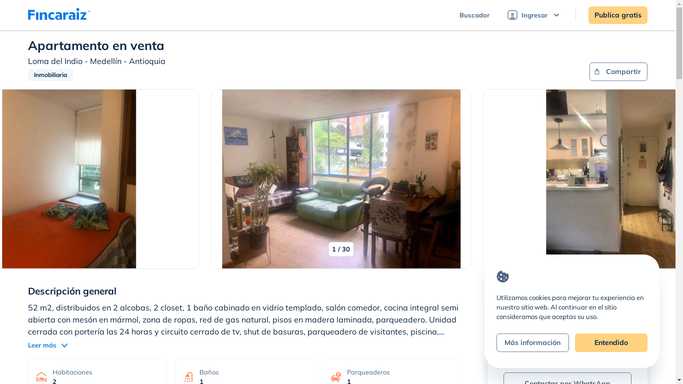 Fincaraiz
Buscador
Ingresar
Publica gratis
Apartamento en venta
Loma del Indio - Medellín - Antioquia
Inmobiliaria
Compartir
1 / 30
Descripción general
52 m2, distribuidos en 2 alcobas, 2 closet, 1 baño cabinado en vidrío templado, salón comedor, cocina integral semi
abierta con mesón en mármol, zona de ropas, red de gas natural, pisos en madera laminada, parqueadero. Unidad
cerrada con portería las 24 horas y circuito cerrado de tv, shut de basuras, parqueadero de visitantes, piscina,...
Leer más
Habitaciones
2
Baños
1
Parqueaderos
1
Utilizamos cookies para mejorar tu experiencia en
nuestro sitio web. Al continuar en el sitio
consideramos que aceptas su uso.
Más información
Entendido
Contactar por WhatsApp